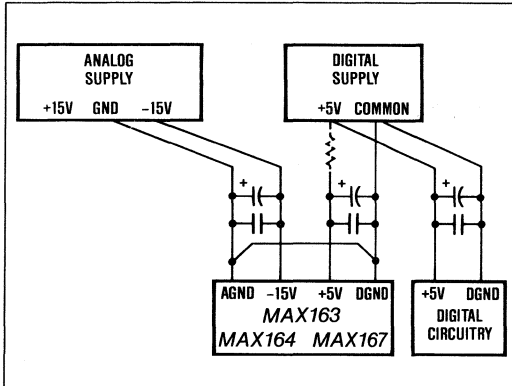 ANALOG
SUPPLY
+15V GND −15V
DIGITAL
SUPPLY
+5V COMMON
+
+
+
AGND −15V +5V DGND
MAX163
MAX164 MAX167
+5V DGND
DIGITAL
CIRCUITRY